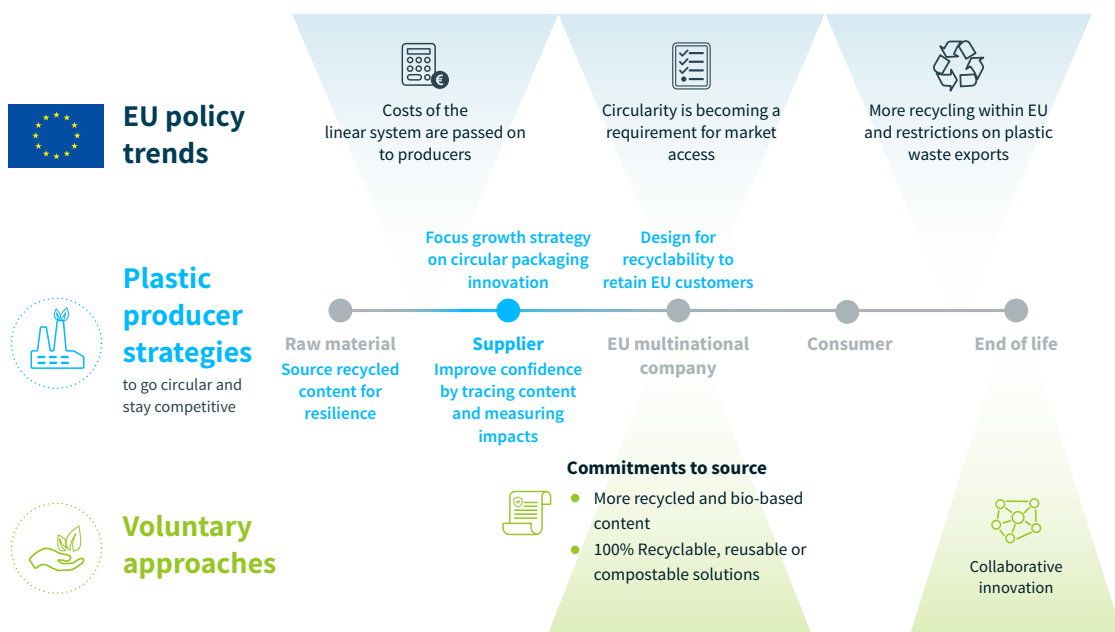 EU policy
trends
Costs of the
linear system are passed on
to producers
Circularity is becoming a
requirement for market
access
More recycling within EU
and restrictions on plastic
waste exports
Plastic
producer
strategies
to go circular and
stay competitive
Focus growth strategy
on circular packaging
innovation
Design for
recyclability to
retain EU customers
Raw material
Source recycled
content for
resilience
Supplier
Improve confidence
by tracing content
and measuring
impacts
EU multinational
company
Consumer
End of life
Voluntary
approaches
Commitments to source
More recycled and bio-based
content
100% Recyclable, reusable or
compostable solutions
Collaborative
innovation